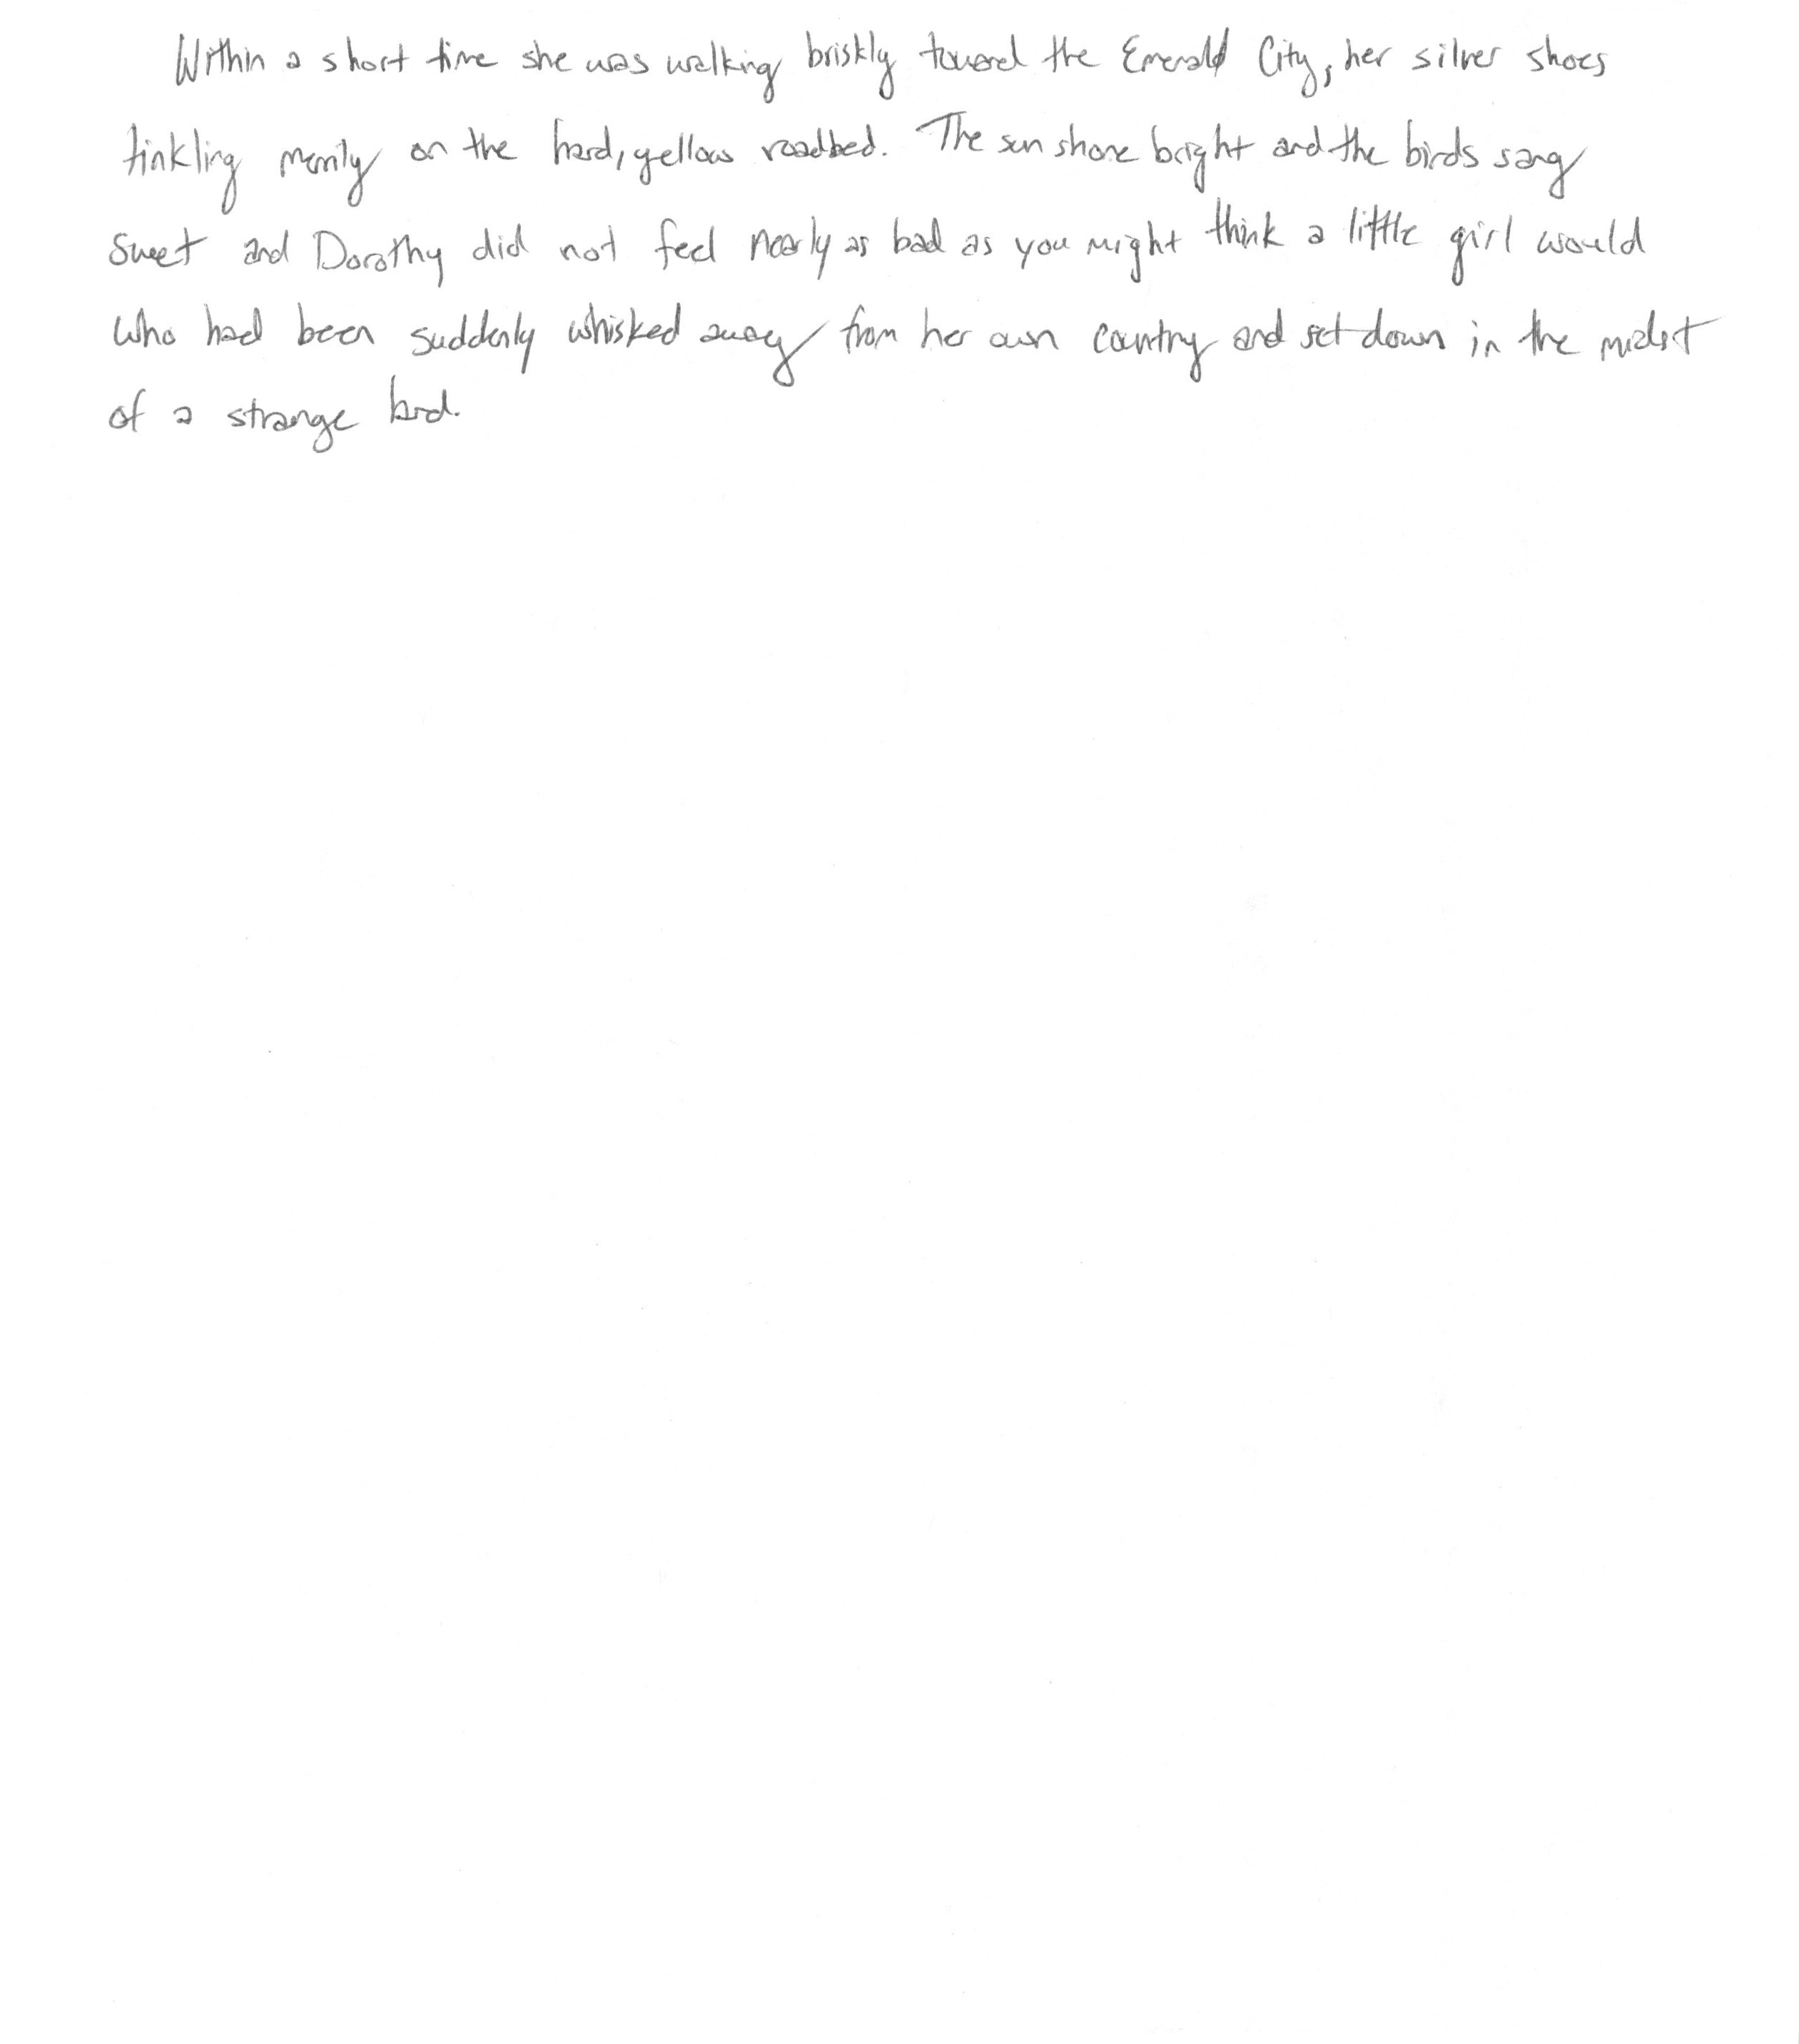 Within a short time she was walking briskly toward the Emerald City, her silver shoes
tinkling merrily on the hard, yellow roadbed. The sun shone bright and the birds sang
sweet and Dorothy did not feel nearly as bad as you might think a little girl would
who had been suddenly whisked away from her own country and set down in the midst
of a strange land.